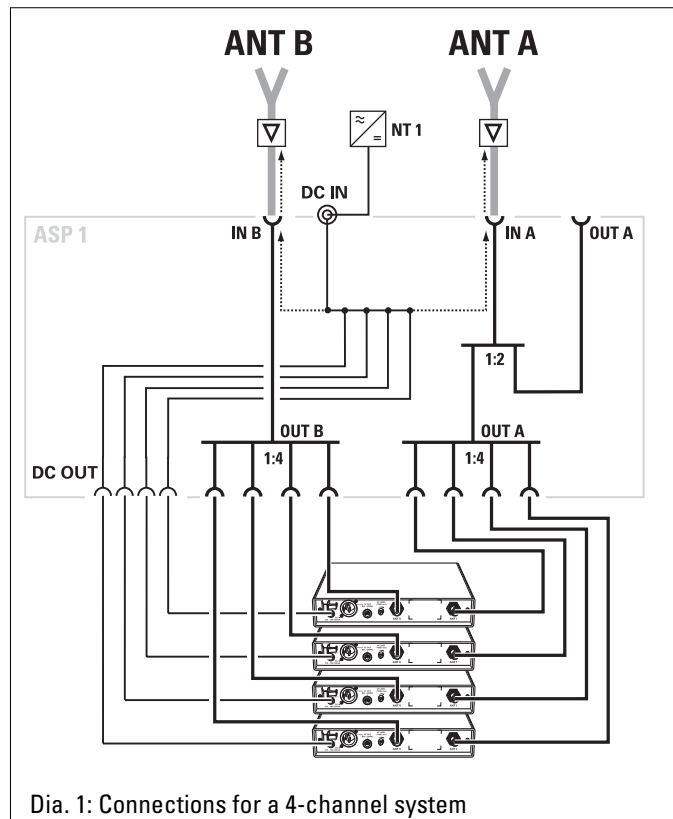 ANT B ANT A
NT 1
DC IN
ASP 1 IN B IN A OUT A
1:2
OUT B OUT A
1:4 1:4
DC OUT
Dia. 1: Connections for a 4-channel system